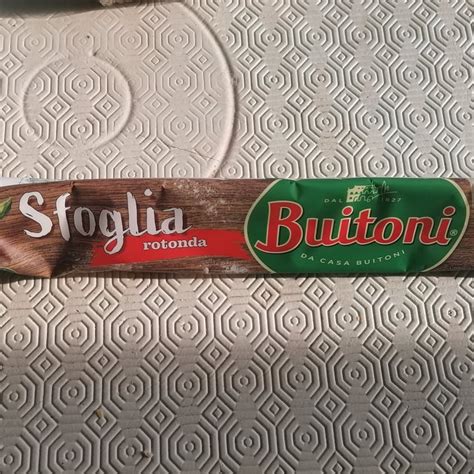 Sfoglia
rotonda
DAL 1827
Buitoni®
DA CASA BUITONI